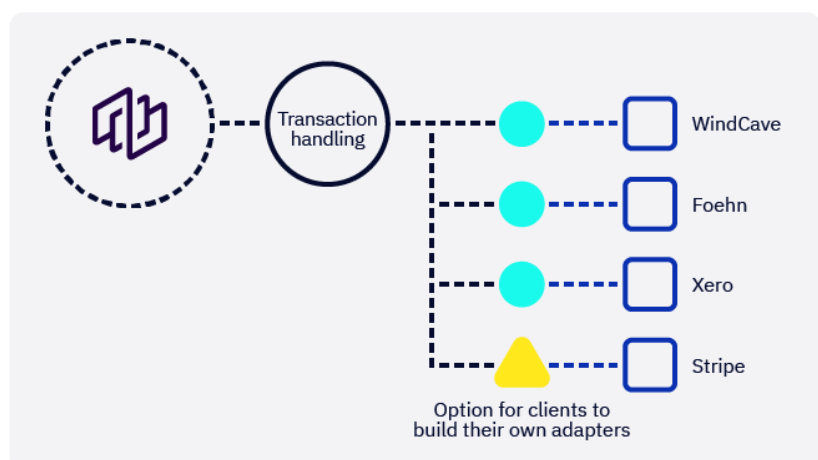 Transaction
handling
WindCave
Foehn
Xero
Stripe
Option for clients to
build their own adapters